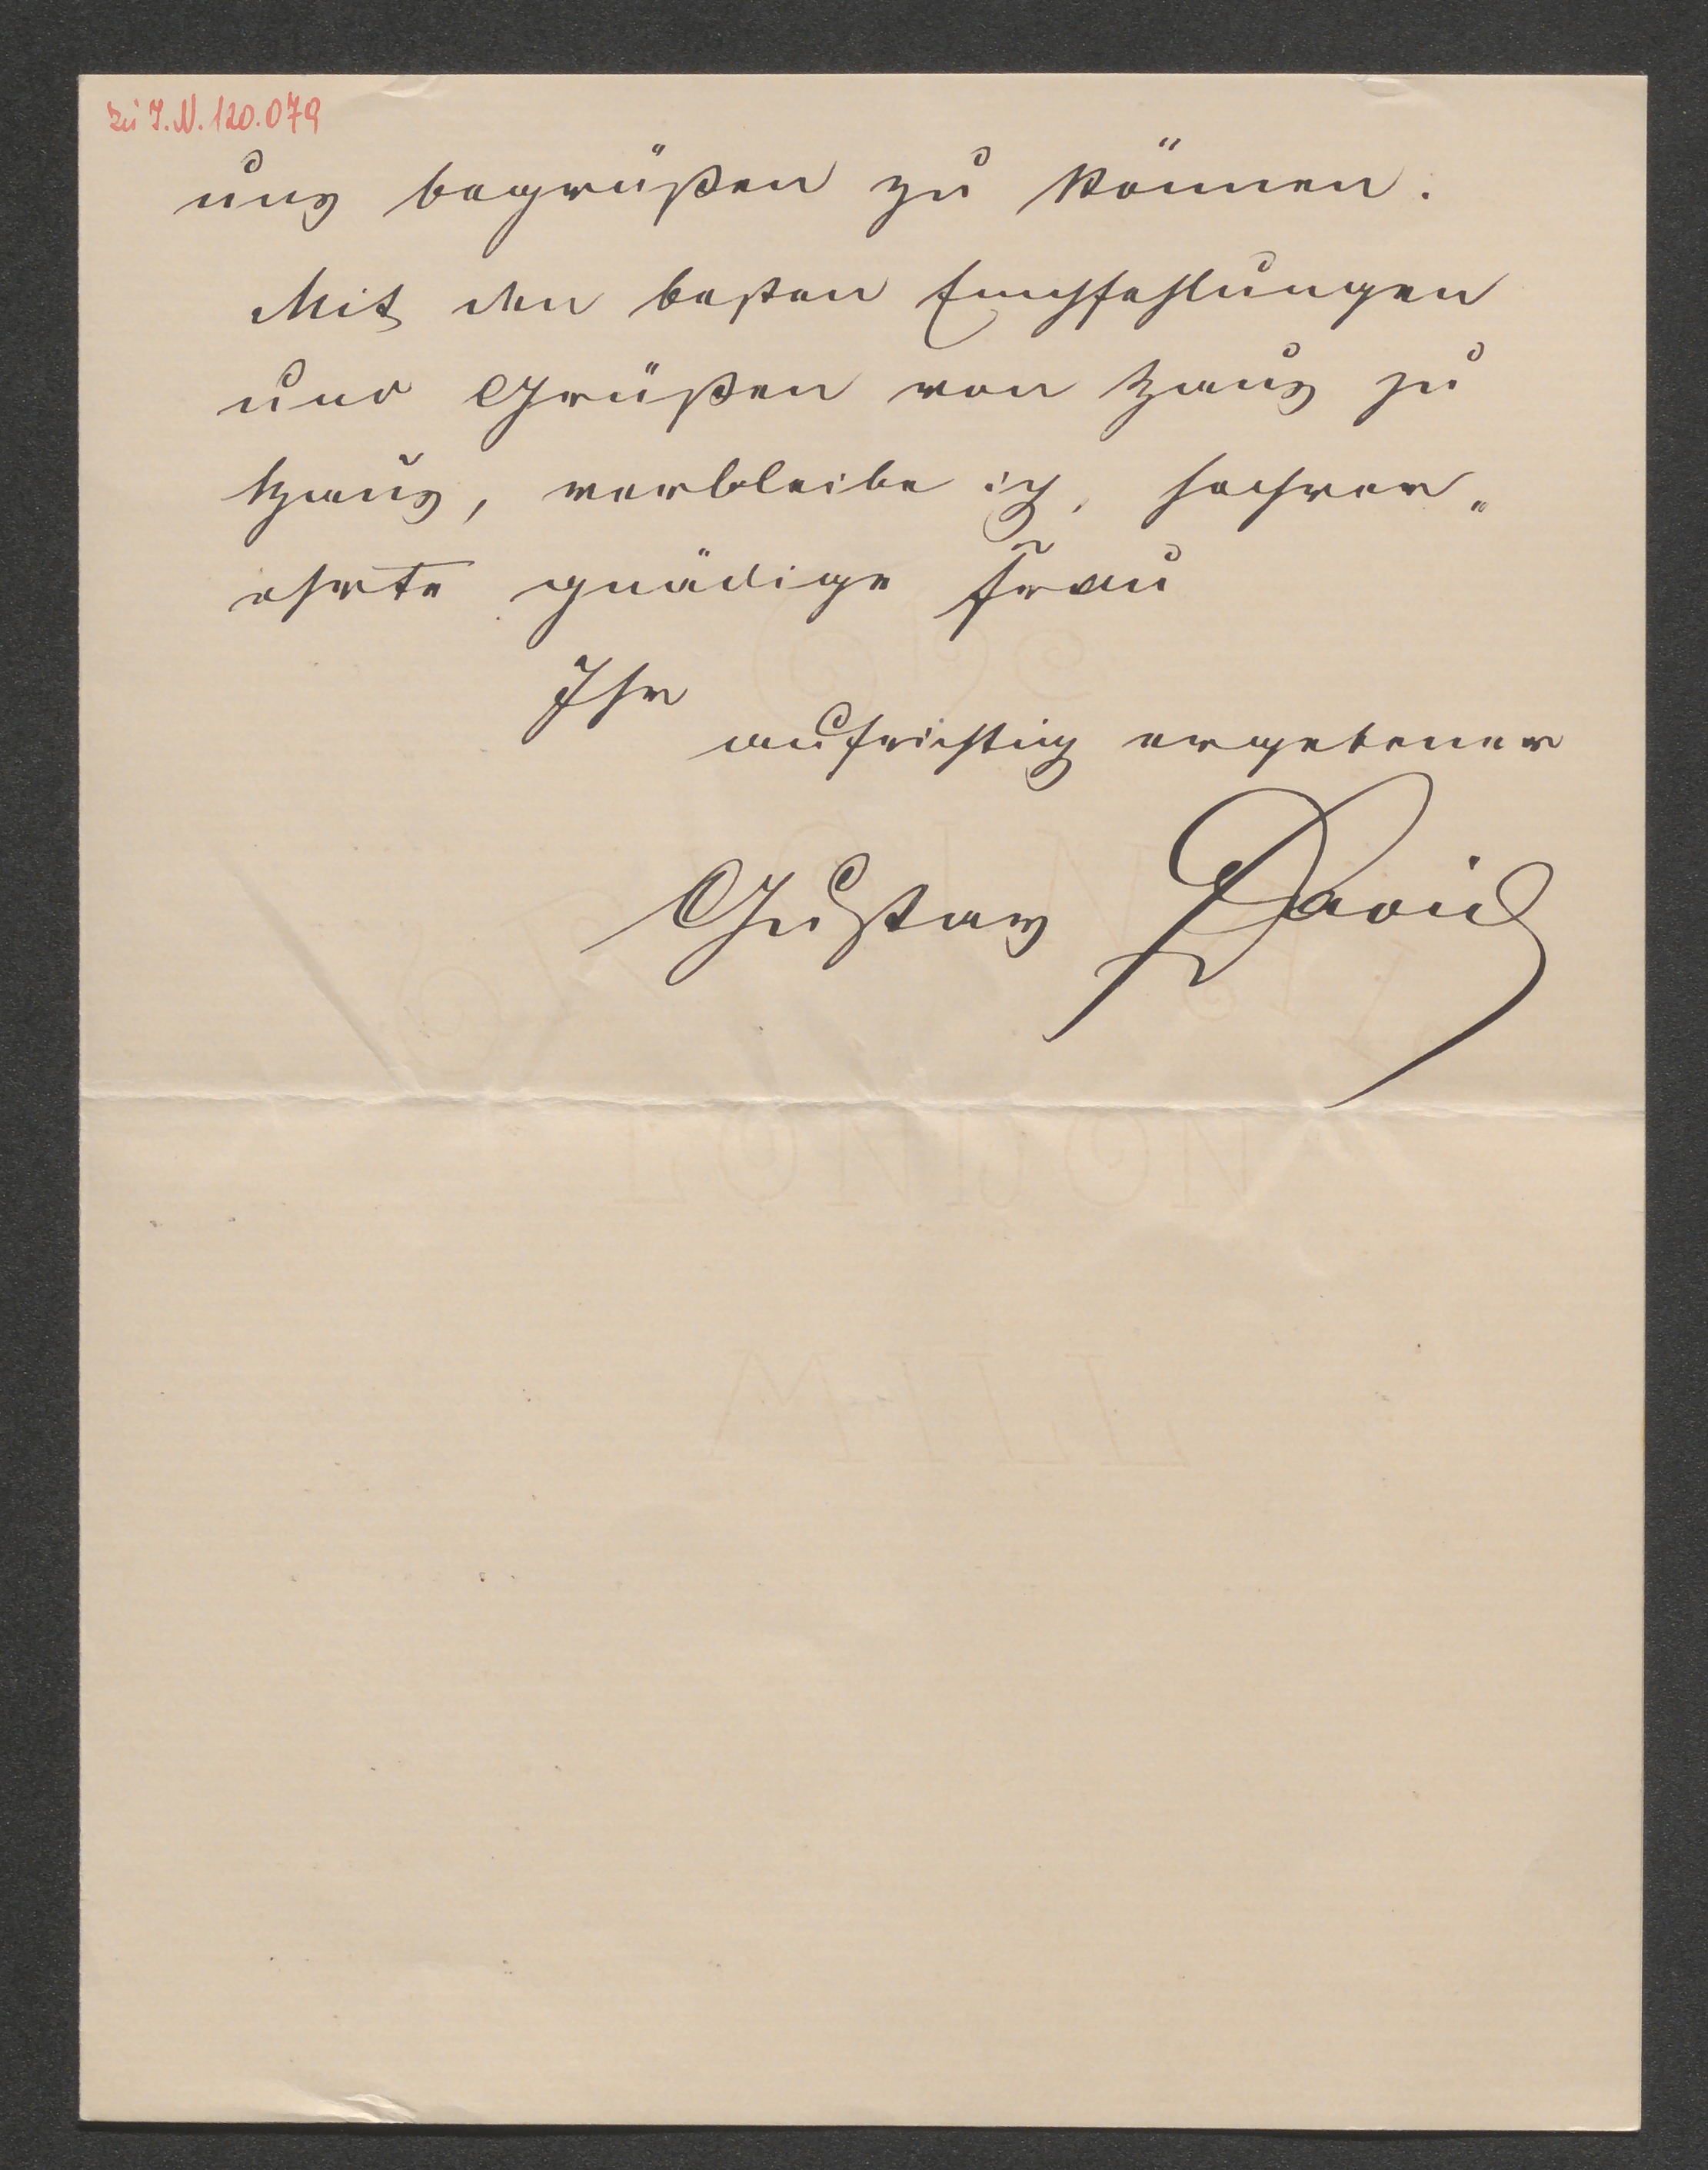 zu I.N. 120.079
uns begrüßen zu können.
Mit den besten Empfehlungen
und Grüßen von Haus zu
Haus, verbleibe ich, hochver„
ehrte gnädige Frau
Ihr
aufrichtig ergebener
Gustav David